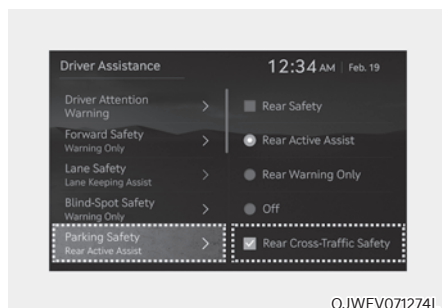 Driver Assistance
12:34 AM Feb. 19
Driver Attention
Warning
Forward Safety
Warning Only
Lane Safety
Lane Keeping Assist
Blind-Spot Safety
Warning Only
Parking Safety
Rear Active Assist
Rear Safety
Rear Active Assist
Rear Warning Only
Off
Rear Cross-Traffic Safety
OJWEV071274L